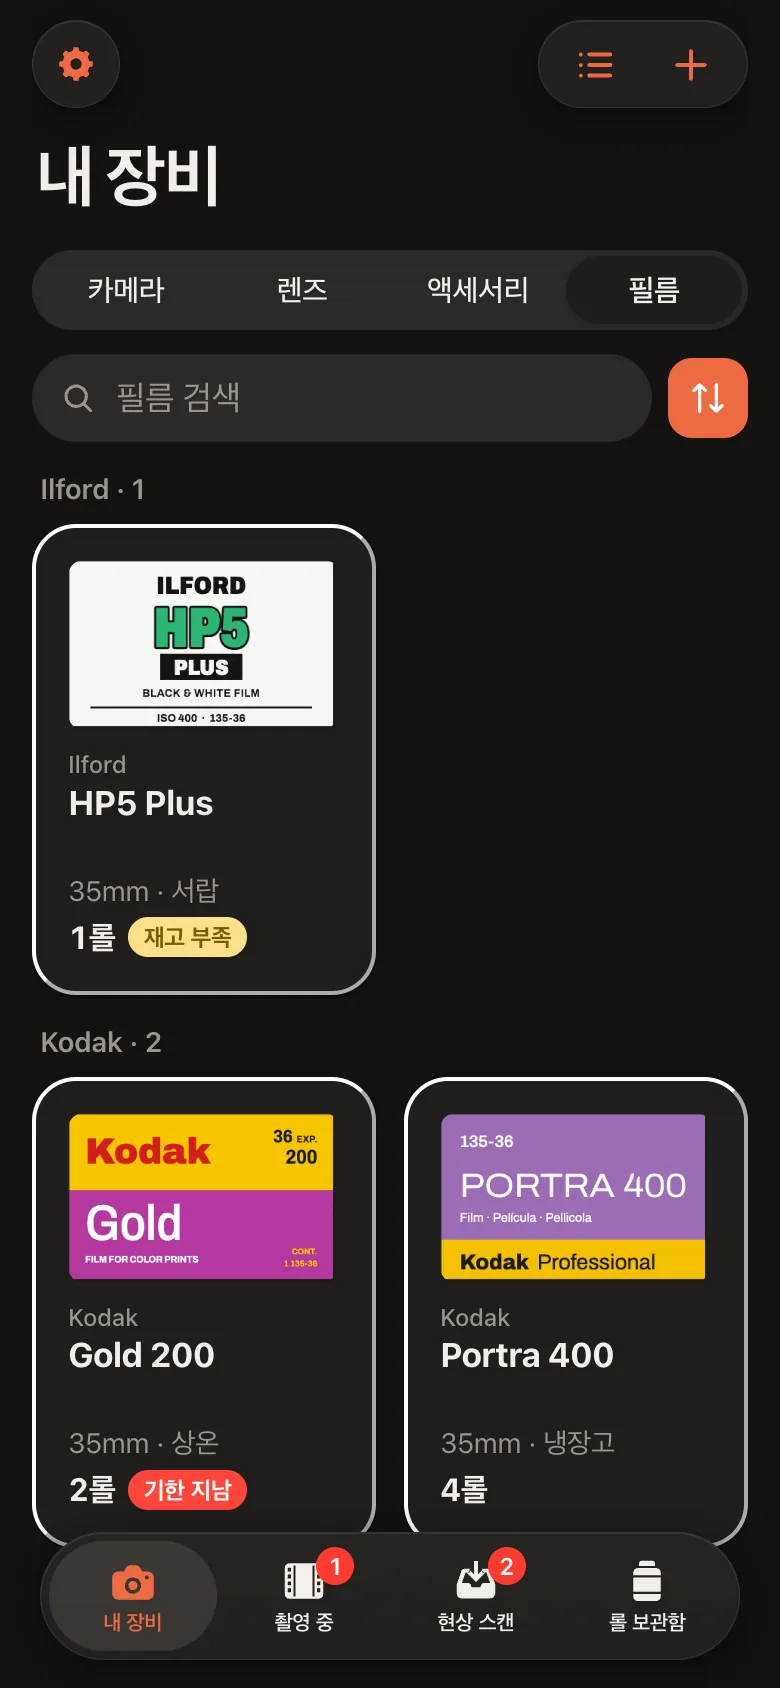 내 장비
카메라 렌즈 액세서리 필름
필름 검색
Ilford · 1
ILFORD
HP5
PLUS
BLACK & WHITE FILM
ISO 400 · 135-36
Ilford
HP5 Plus
35mm · 서랍
1롤 재고 부족
Kodak · 2
Kodak
36 EXP.
200
Gold
FILM FOR COLOR PRINTS
CONT.
1 135-36
Kodak
Gold 200
35mm · 상온
2롤 기한 지남
135-36
PORTRA 400
Film · Película · Pellicola
Kodak Professional
Kodak
Portra 400
35mm · 냉장고
4롤
1
2
내 장비 촬영 중 현상 스캔 롤 보관함